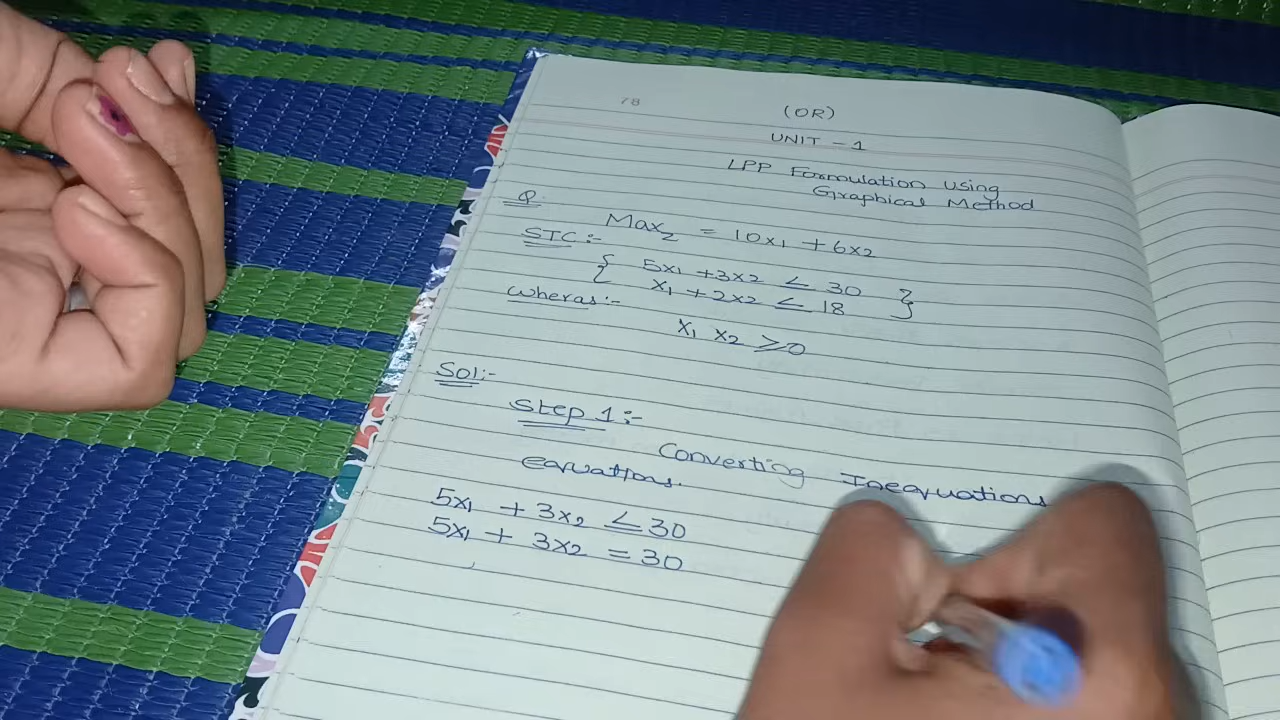 78
(OR)
UNIT - 1
LPP Formulation using
Graphical Method
Q
Max Z = 10x₁ + 6x₂
STC:-
{ 5x₁ + 3x₂ ≤ 30
x₁ + 2x₂ ≤ 18 }
Wheras:-
x₁ x₂ ≥ 0
Sol:-
Step 1:-
Converting Inequations
equations.
5x₁ + 3x₂ ≤ 30
5x₁ + 3x₂ = 30